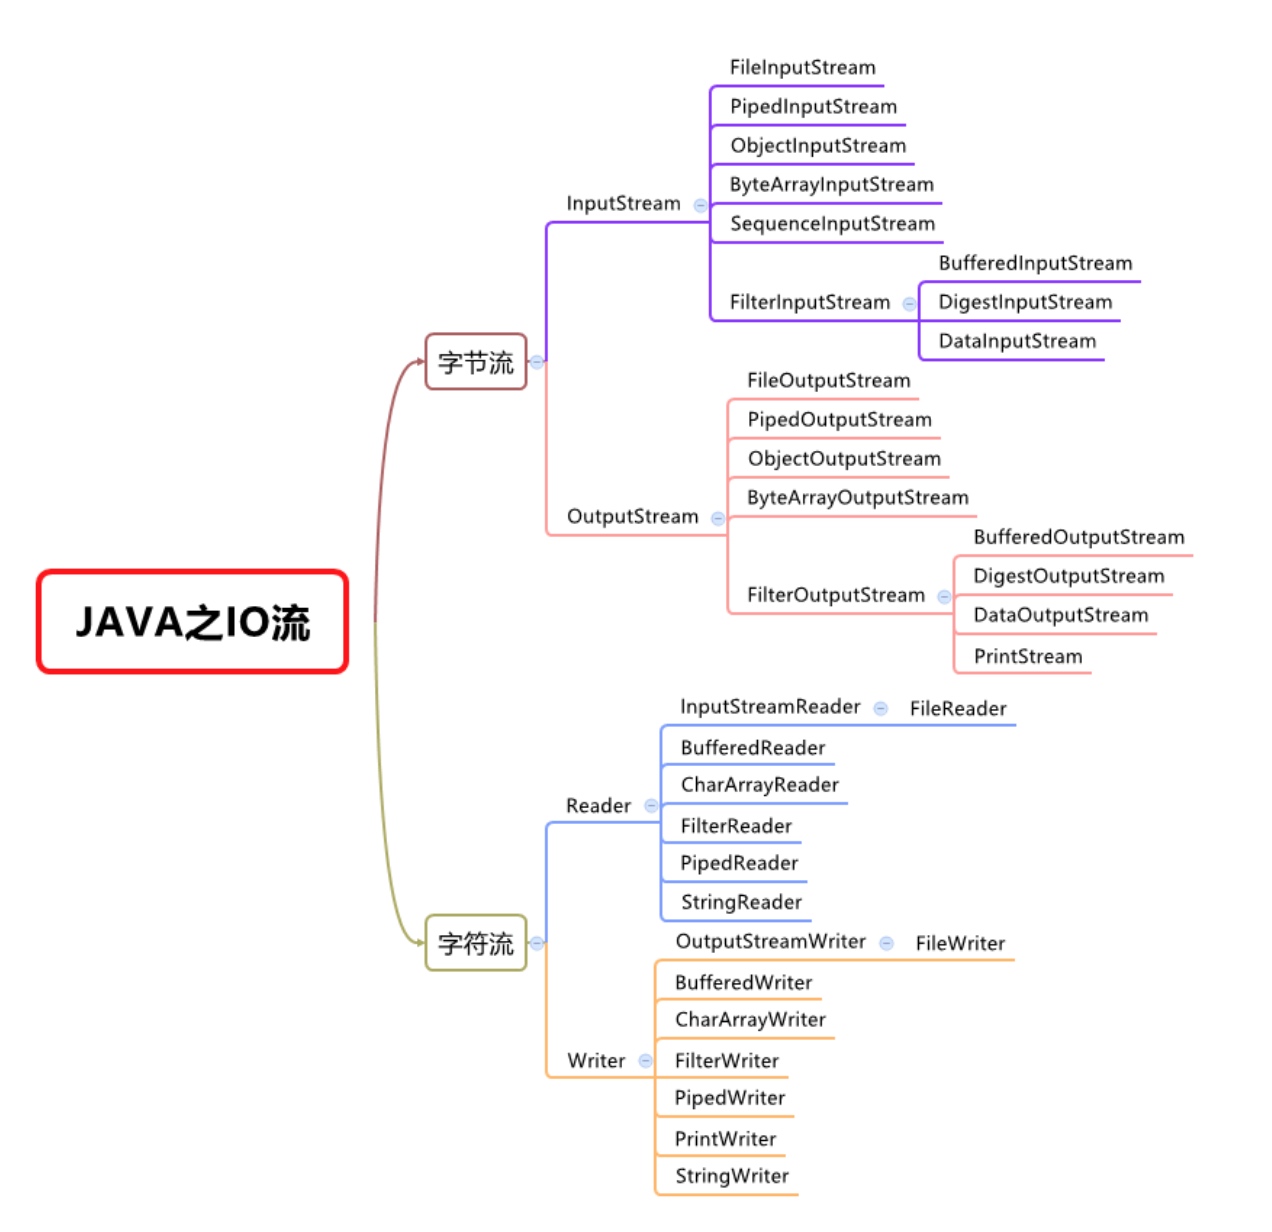 JAVA之IO流
字节流
InputStream
FileInputStream
PipedInputStream
ObjectInputStream
ByteArrayInputStream
SequenceInputStream
FilterInputStream
BufferedInputStream
DigestInputStream
DataInputStream
OutputStream
FileOutputStream
PipedOutputStream
ObjectOutputStream
ByteArrayOutputStream
FilterOutputStream
BufferedOutputStream
DigestOutputStream
DataOutputStream
PrintStream
字符流
Reader
InputStreamReader
FileReader
BufferedReader
CharArrayReader
FilterReader
PipedReader
StringReader
Writer
OutputStreamWriter
FileWriter
BufferedWriter
CharArrayWriter
FilterWriter
PipedWriter
PrintWriter
StringWriter